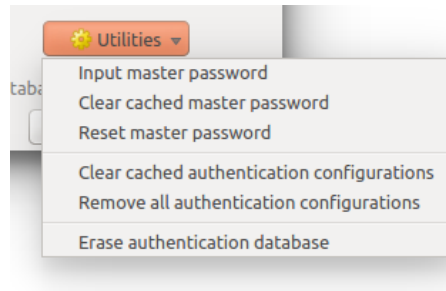 Utilities
Input master password
Clear cached master password
Reset master password
Clear cached authentication configurations
Remove all authentication configurations
Erase authentication database